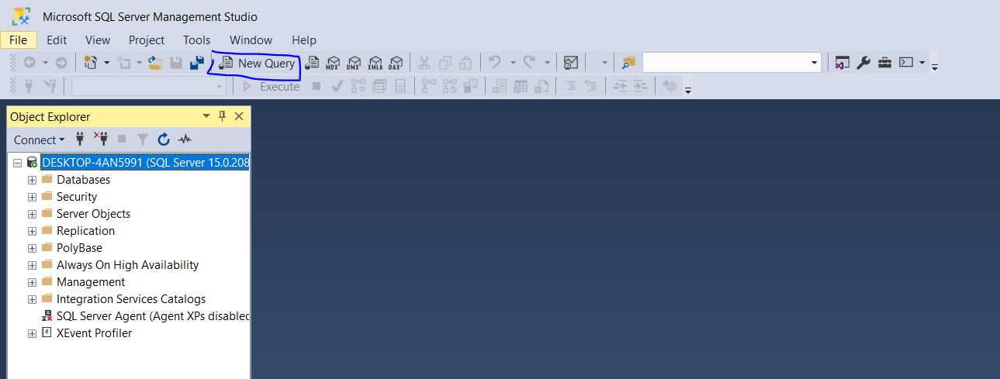 Microsoft SQL Server Management Studio
File Edit View Project Tools Window Help
New Query MDX DMX XMLA DAX
Execute
Object Explorer
Connect
DESKTOP-4AN5991 (SQL Server 15.0.208
Databases
Security
Server Objects
Replication
PolyBase
Always On High Availability
Management
Integration Services Catalogs
SQL Server Agent (Agent XPs disabled
XEvent Profiler